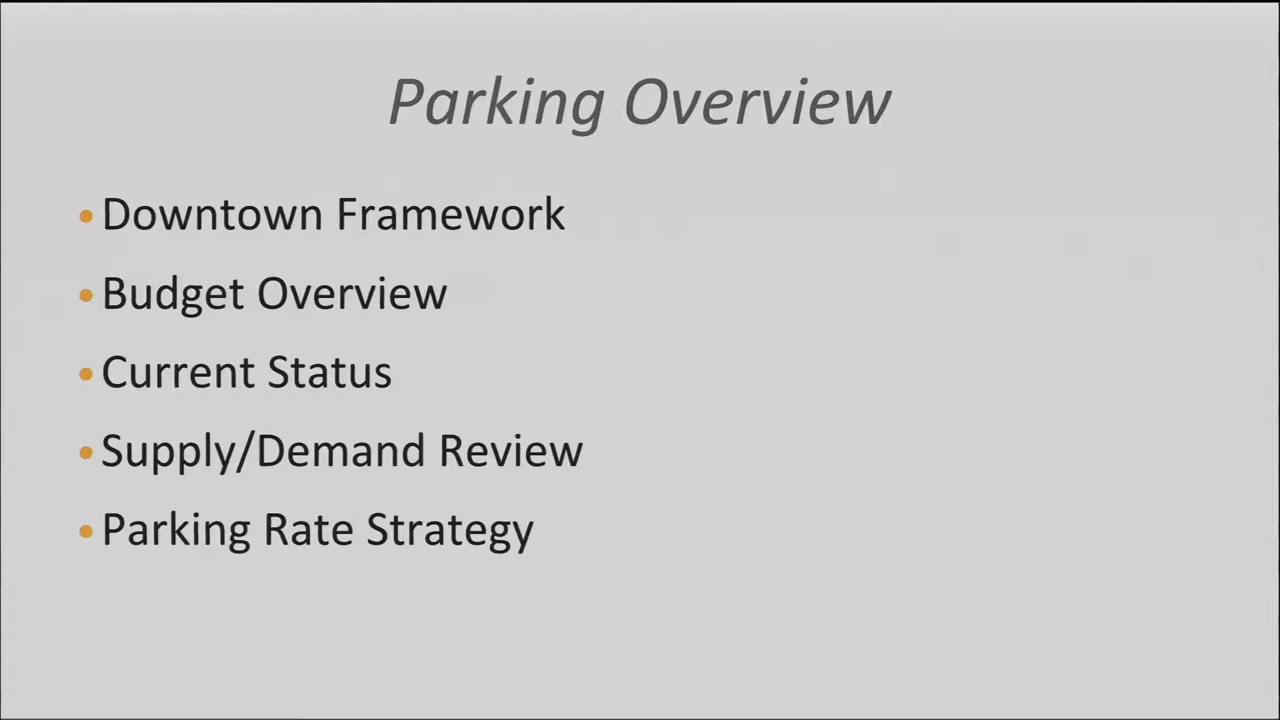 Parking Overview
• Downtown Framework
• Budget Overview
• Current Status
• Supply/Demand Review
• Parking Rate Strategy